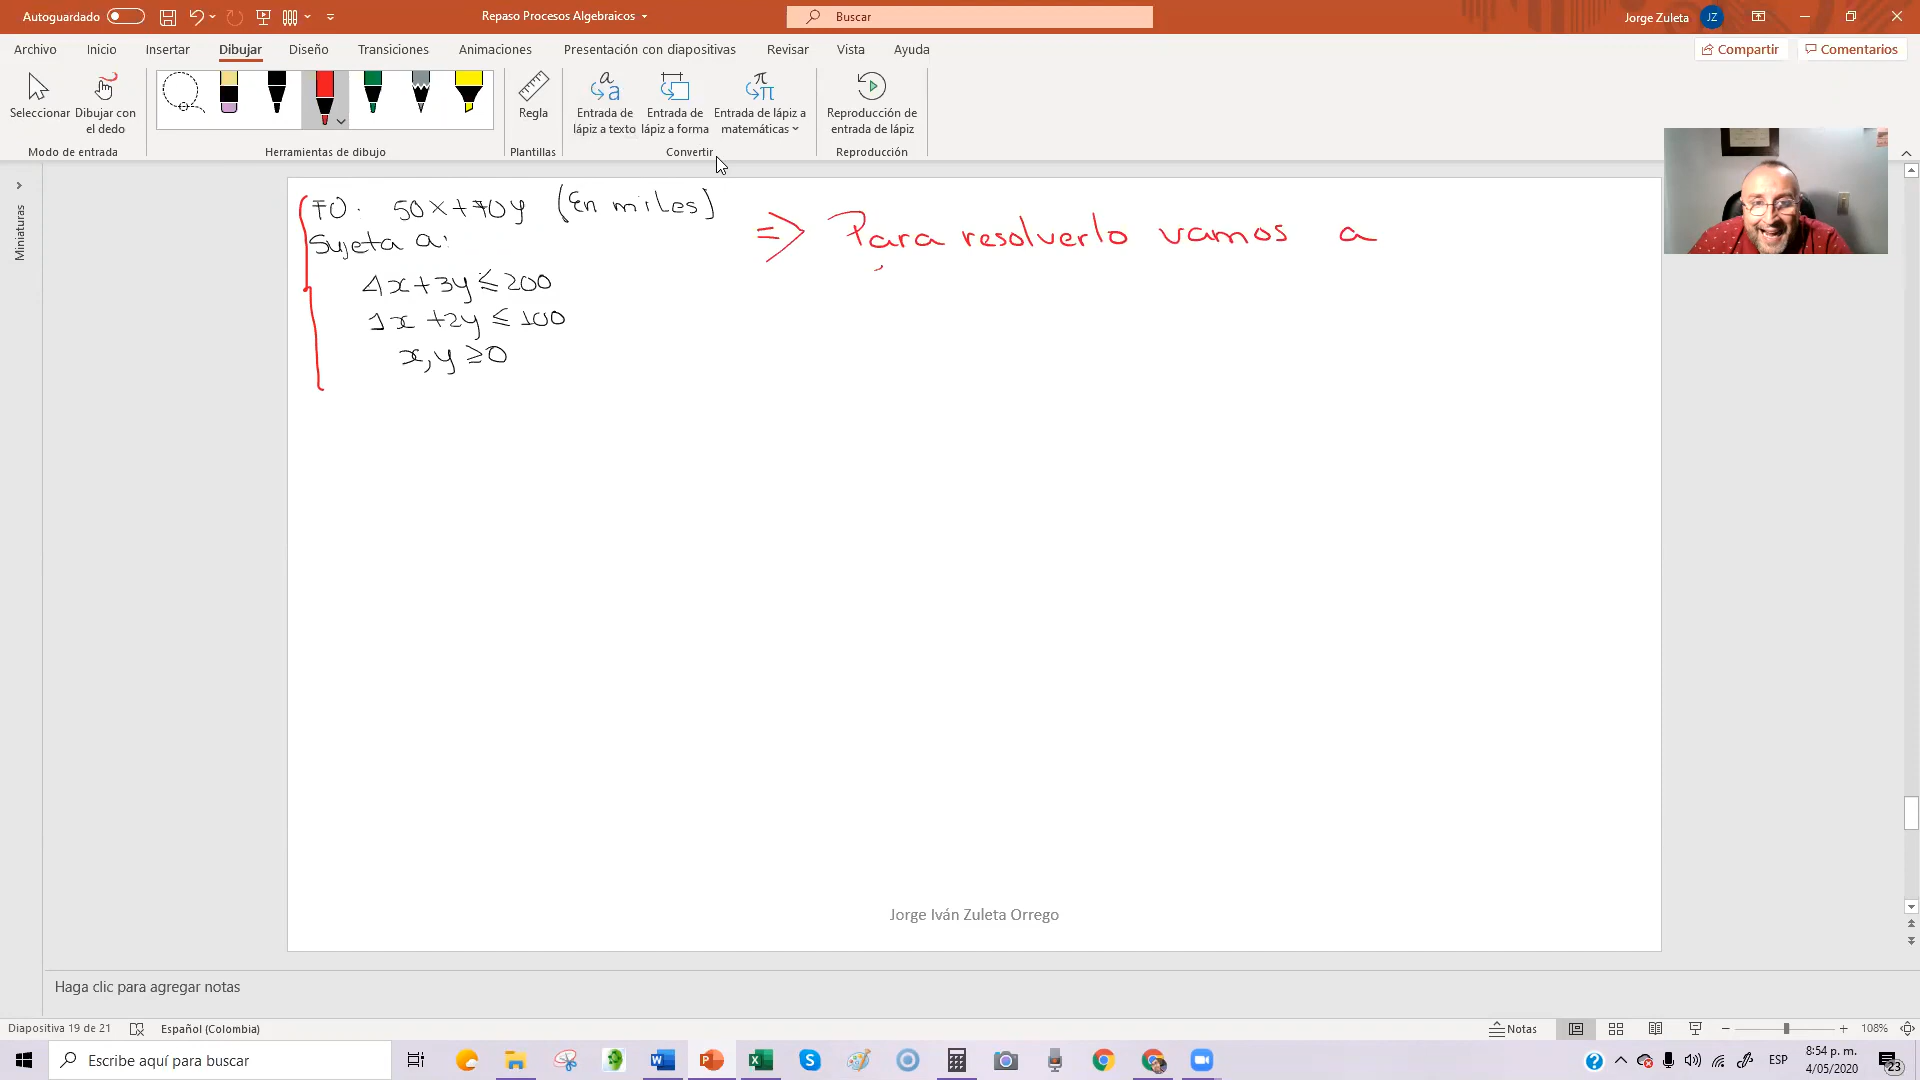 Autoguardado
Repaso Procesos Algebraicos
Buscar
Jorge Zuleta
JZ
Archivo Inicio Insertar Dibujar Diseño Transiciones Animaciones Presentación con diapositivas Revisar Vista Ayuda
Compartir
Comentarios
Seleccionar
Dibujar con el dedo
Regla
Entrada de lápiz a texto
Entrada de lápiz a forma
Entrada de lápiz a matemáticas
Reproducción de entrada de lápiz
Modo de entrada
Herramientas de dibujo
Plantillas
Convertir
Reproducción
Miniaturas
FO: 50x+70y (En miles)
Sujeta a:
4x+3y≤200
1x+2y≤100
x,y≥0
=> Para resolverlo vamos a
Jorge Iván Zuleta Orrego
Haga clic para agregar notas
Diapositiva 19 de 21
Español (Colombia)
Notas
108%
Escribe aquí para buscar
ESP
8:54 p. m.
4/05/2020
23